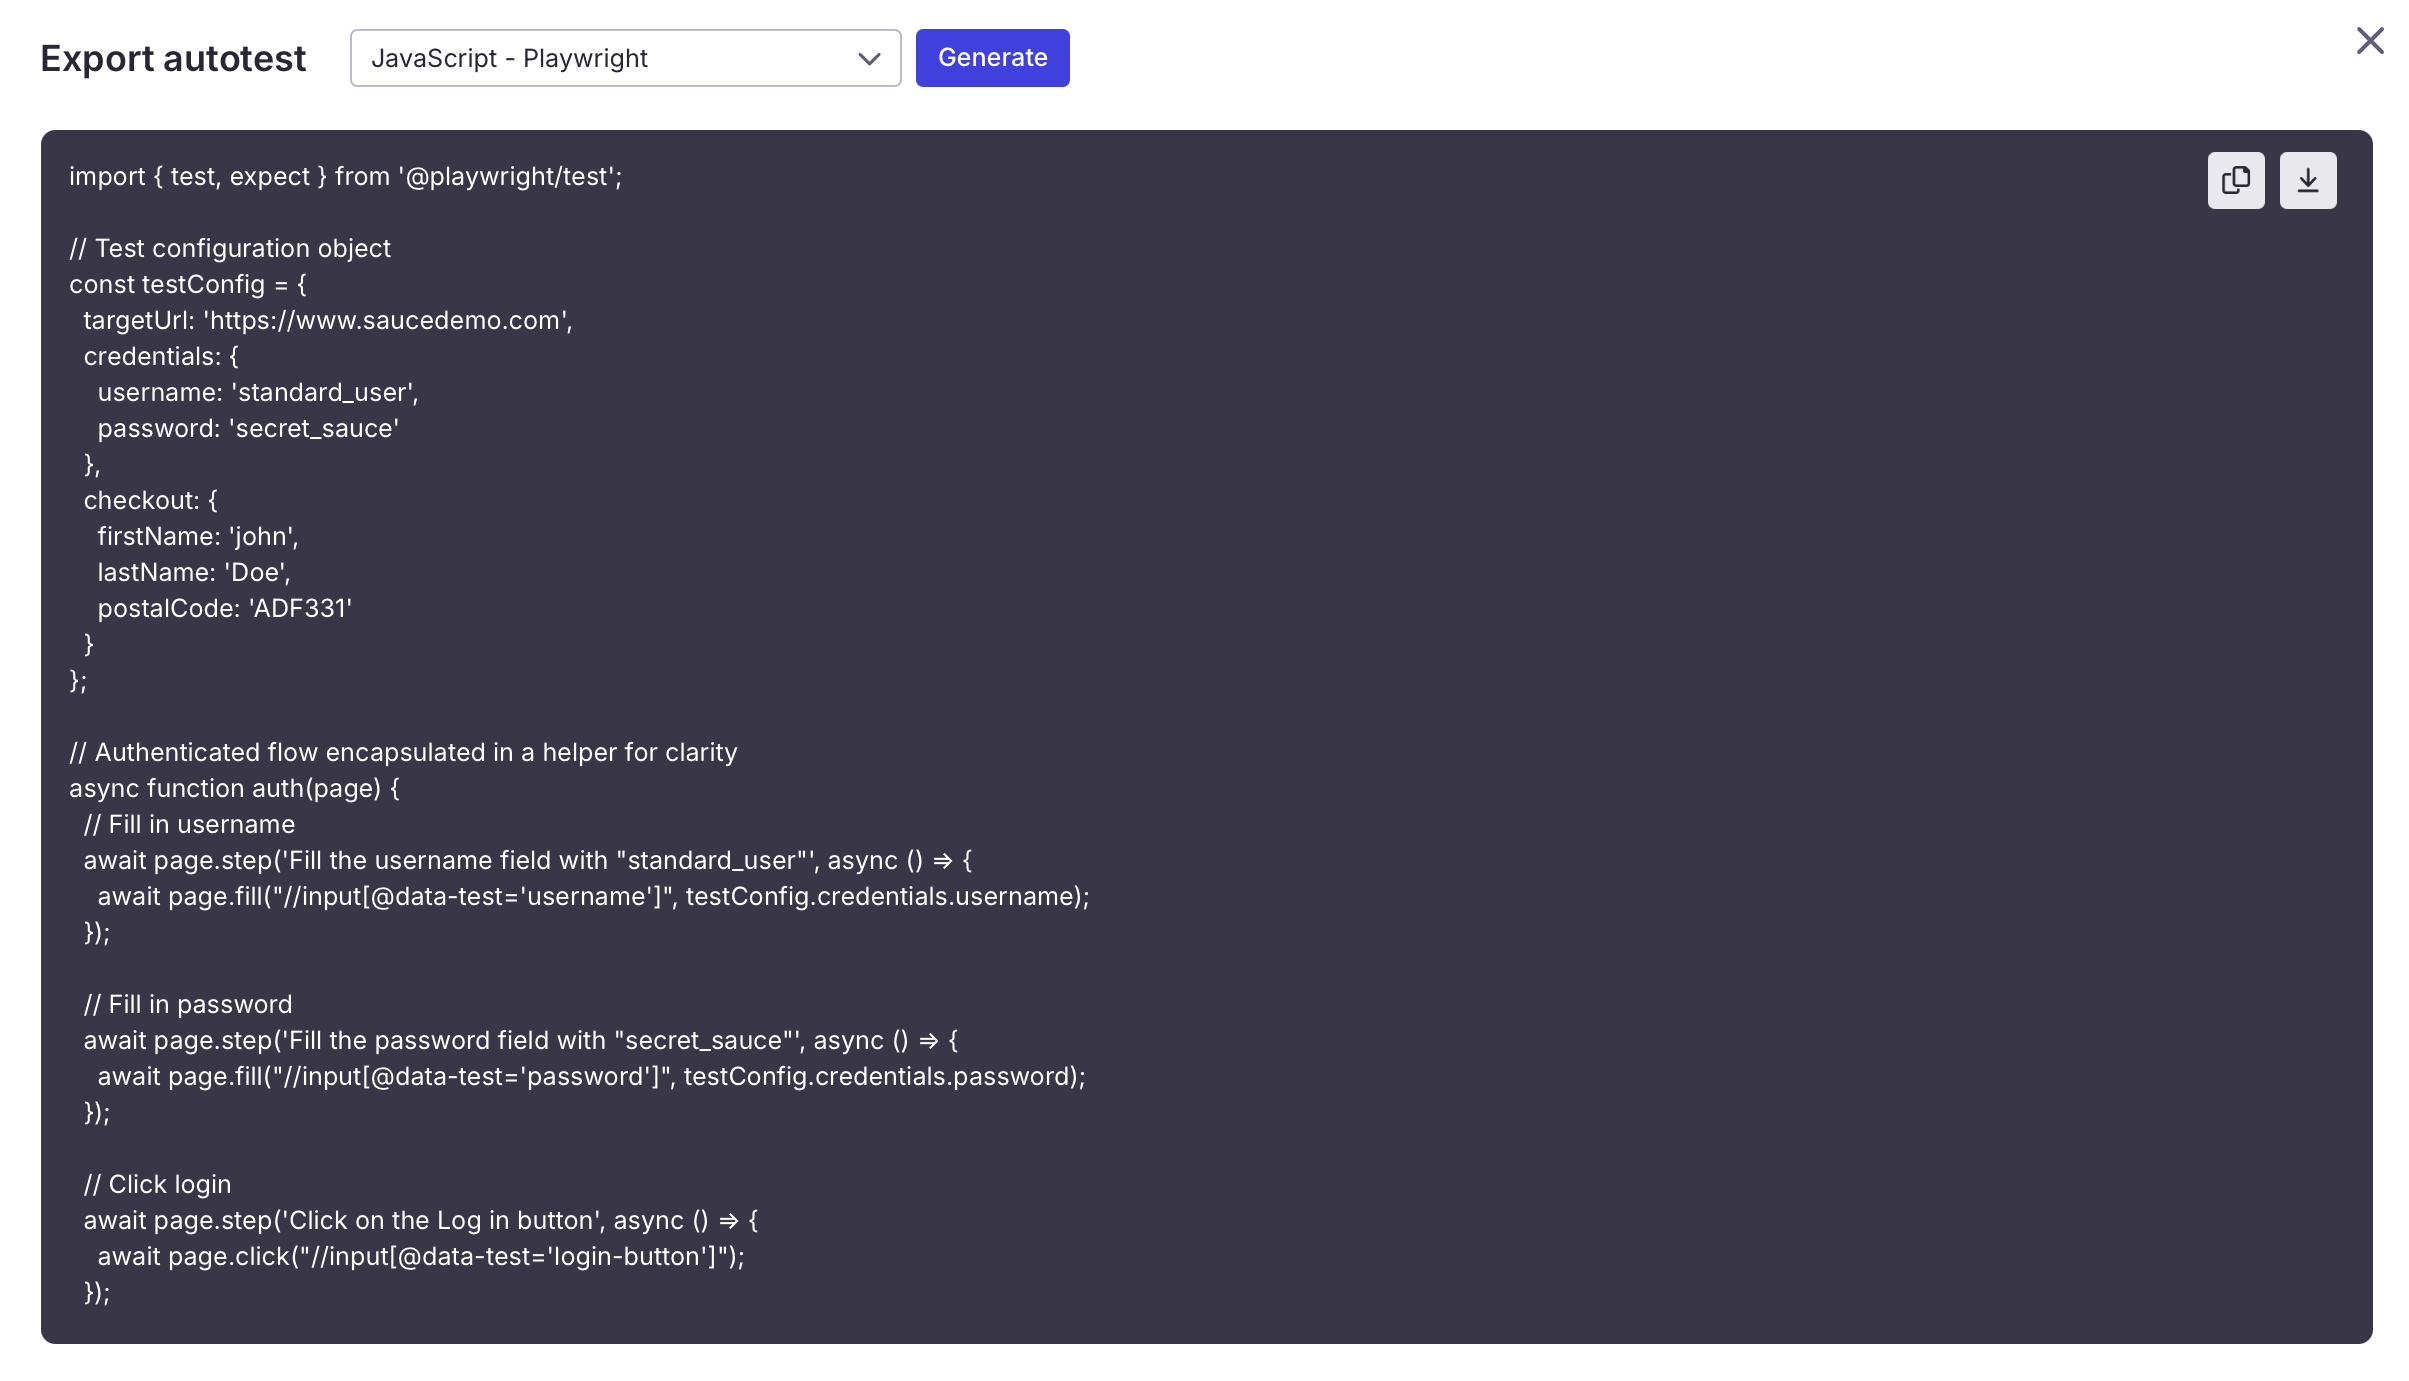 Export autotest
JavaScript - Playwright
Generate
import { test, expect } from '@playwright/test';
// Test configuration object
const testConfig = {
  targetUrl: 'https://www.saucedemo.com',
  credentials: {
    username: 'standard_user',
    password: 'secret_sauce'
  },
  checkout: {
    firstName: 'john',
    lastName: 'Doe',
    postalCode: 'ADF331'
  }
};
// Authenticated flow encapsulated in a helper for clarity
async function auth(page) {
  // Fill in username
  await page.step('Fill the username field with "standard_user"', async () => {
    await page.fill("//input[@data-test='username']", testConfig.credentials.username);
  });
  // Fill in password
  await page.step('Fill the password field with "secret_sauce"', async () => {
    await page.fill("//input[@data-test='password']", testConfig.credentials.password);
  });
  // Click login
  await page.step('Click on the Log in button', async () => {
    await page.click("//input[@data-test='login-button']");
  });